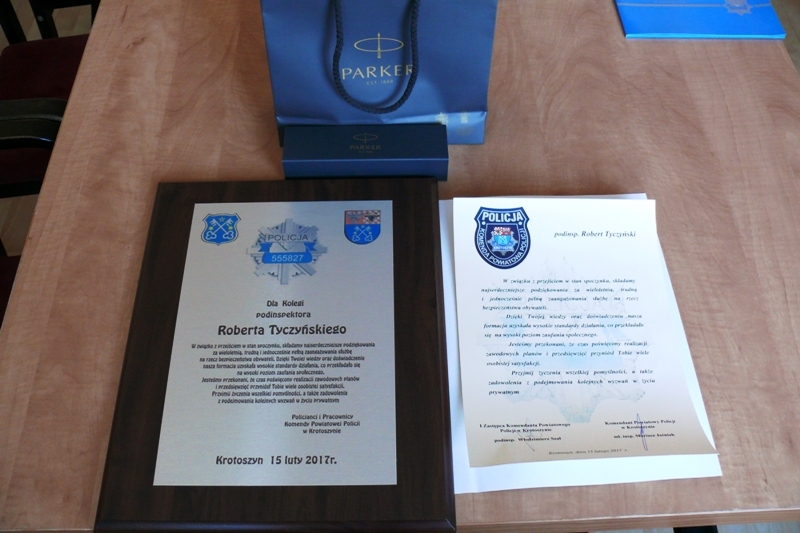 PARKER
EST. 1888
PARKER
POLICJA
555827
Dla Kolegi
podinspektora
Roberta Tyczyńskiego
W związku z przejściem w stan spoczynku, składamy najserdeczniejsze podziękowania
za wieloletnią, trudną i jednocześnie pełną zaangażowania służbę
na rzecz bezpieczeństwa obywateli. Dzięki Twojej wiedzy oraz doświadczeniu
nasza formacja uzyskała wysokie standardy działania, co przekładało się
na wysoki poziom zaufania społecznego.
Jesteśmy przekonani, że czas poświęcony realizacji zawodowych planów
i przedsięwzięć przyniósł Tobie wiele osobistej satysfakcji.
Przyjmij życzenia wszelkiej pomyślności, a także zadowolenia
z podejmowania kolejnych wyzwań w życiu prywatnym
Policjanci i Pracownicy
Komendy Powiatowej Policji
w Krotoszynie
Krotoszyn 15 luty 2017r.
POLICJA
KOMENDA POWIATOWA POLICJI
podinsp. Robert Tyczyński
W związku z przejściem w stan spoczynku, składamy
najserdeczniejsze podziękowania za wieloletnią, trudną
i jednocześnie pełną zaangażowania służbę na rzecz
bezpieczeństwa obywateli.
Dzięki Twojej wiedzy oraz doświadczeniu nasza
formacja uzyskała wysokie standardy działania, co przekładało się
na wysoki poziom zaufania społecznego.
Jesteśmy przekonani, że czas poświęcony realizacji,
zawodowych planów i przedsięwzięć przyniósł Tobie wiele
osobistej satysfakcji.
Przyjmij życzenia wszelkiej pomyślności, a także
zadowolenia z podejmowania kolejnych wyzwań w życiu
prywatnym
I Zastępca Komendanta Powiatowego
Policji w Krotoszynie
podinsp. Włodzimierz Szał
Komendant Powiatowy Policji
w Krotoszynie
mł. insp. Mariusz
Krotoszyn, dnia 15 lutego 2017 r.